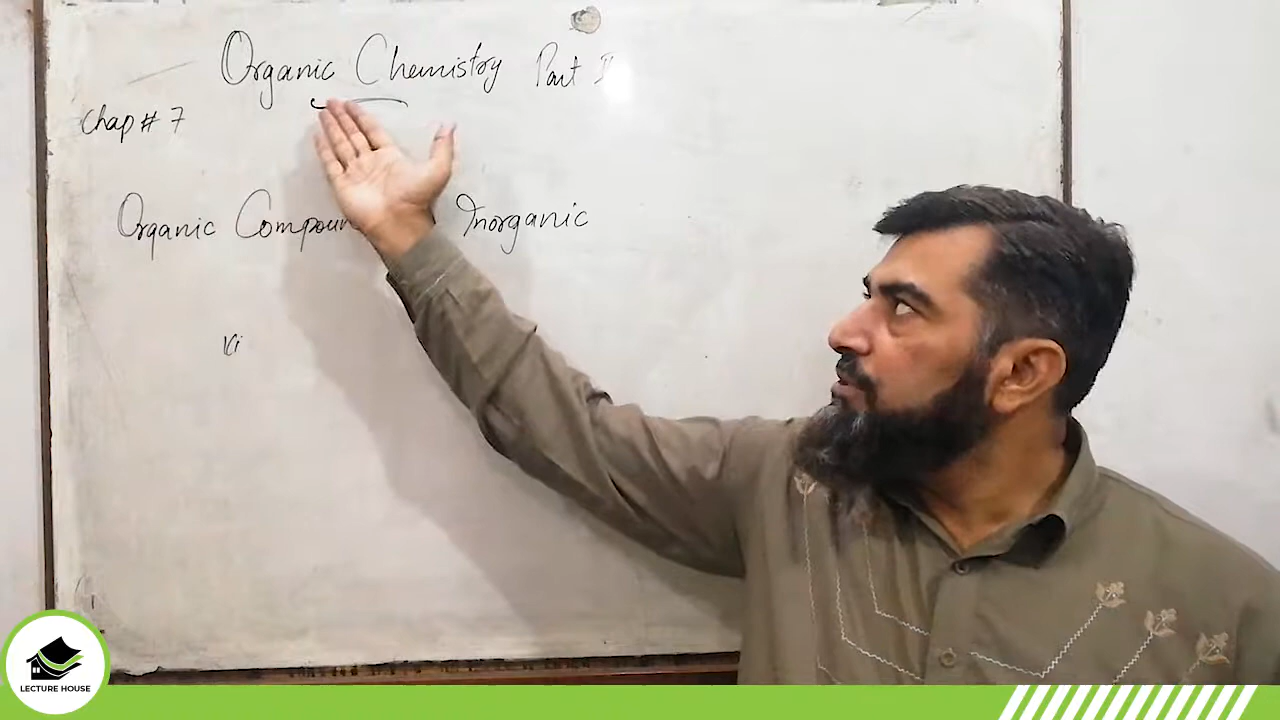 Organic Chemistry Part II
Chap # 7
Organic Compoun Inorganic
LECTURE HOUSE